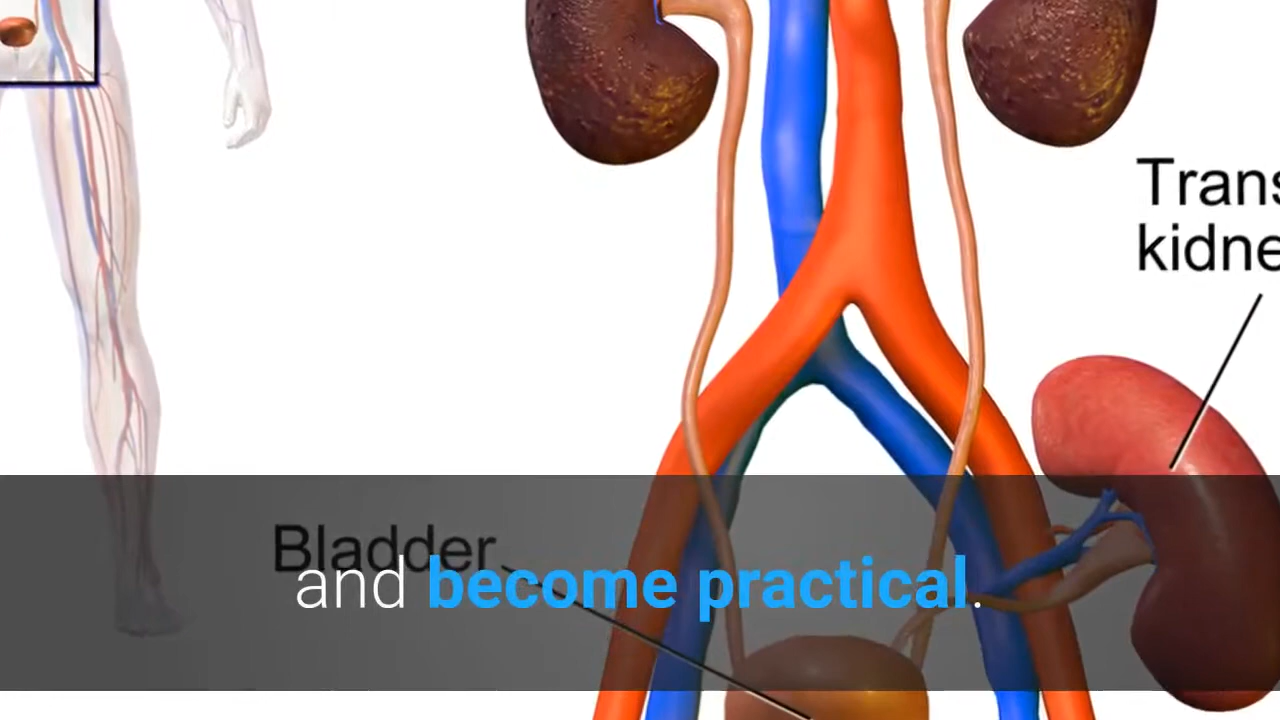 Trans
kidne
Bladder
and become practical.